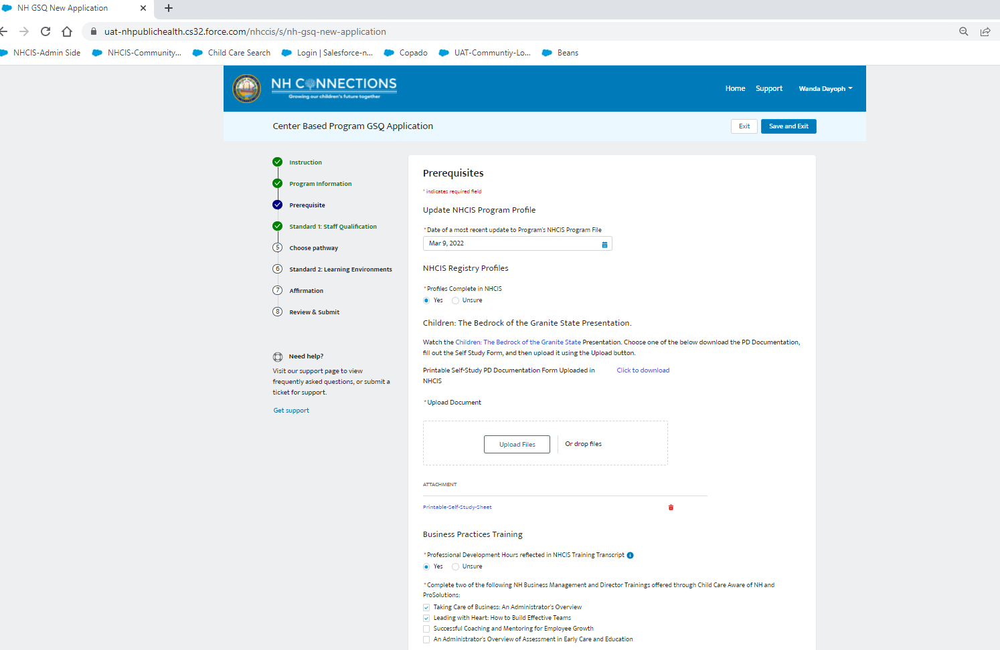 NH GSQ New Application
uat-nhpublichealth.cs32.force.com/nhccis/s/nh-gsq-new-application
NHCIS-Admin Side NHCIS-Community... Child Care Search Login | Salesforce-n... Copado UAT-Communtiy-Lo... Beans
NH CONNECTIONS
Growing our children's future together
Home Support Wanda Dayoph
Center Based Program GSQ Application
Exit Save and Exit
Instruction
Program Information
Prerequisite
Standard 1: Staff Qualification
5 Choose pathway
6 Standard 2: Learning Environments
7 Affirmation
8 Review & Submit
Need help?
Visit our support page to view
frequently asked questions, or submit a
ticket for support.
Get support
Prerequisites
* indicates required field
Update NHCIS Program Profile
*Date of a most recent update to Program's NHCIS Program File
Mar 9, 2022
NHCIS Registry Profiles
*Profiles Complete in NHCIS
Yes Unsure
Children: The Bedrock of the Granite State Presentation.
Watch the Children: The Bedrock of the Granite State Presentation. Choose one of the below download the PD Documentation,
fill out the Self Study Form, and then upload it using the Upload button.
Printable Self-Study PD Documentation Form Uploaded in Click to download
NHCIS
*Upload Document
Upload Files Or drop files
ATTACHMENT
Printable-Self-Study-Sheet
Business Practices Training
*Professional Development Hours reflected in NHCIS Training Transcript
Yes Unsure
*Complete two of the following NH Business Management and Director Trainings offered through Child Care Aware of NH and
ProSolutions:
Taking Care of Business: An Administrator's Overview
Leading with Heart: How to Build Effective Teams
Successful Coaching and Mentoring for Employee Growth
An Administrator's Overview of Assessment in Early Care and Education